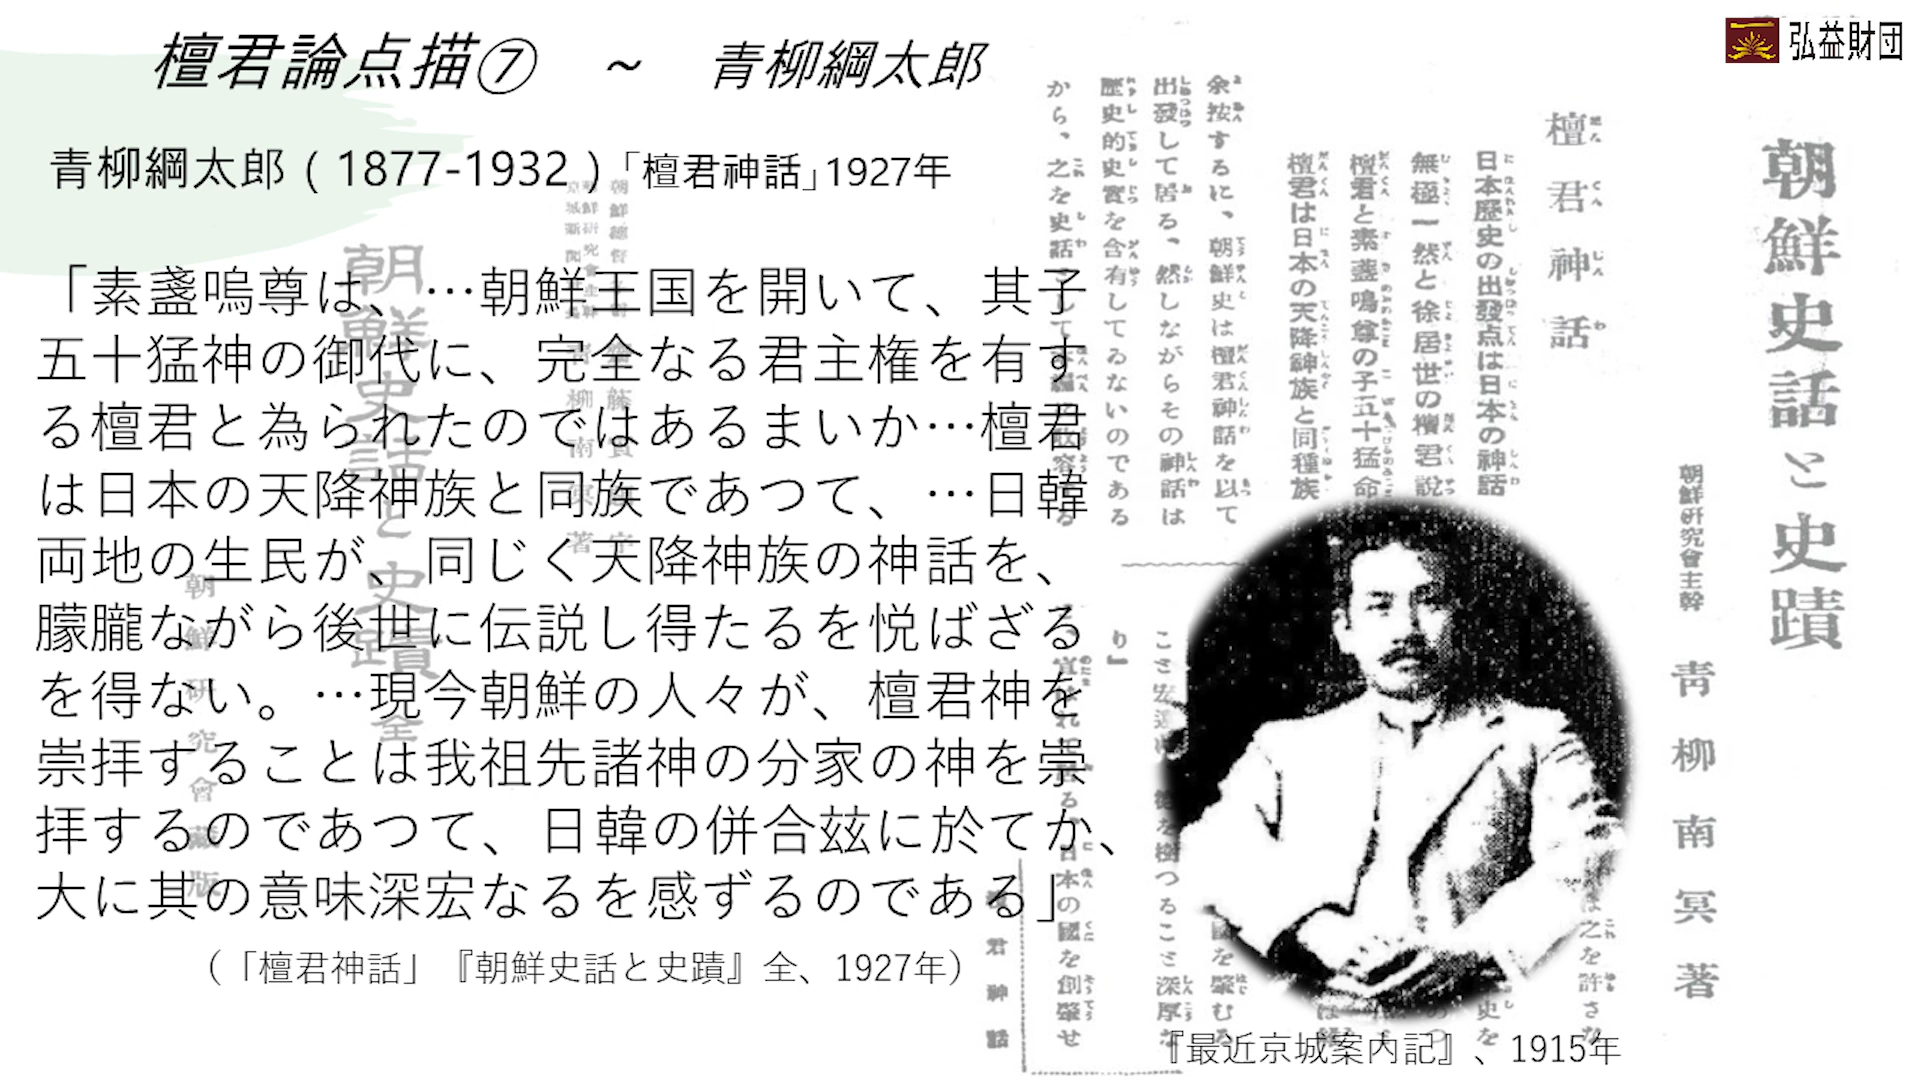 檀君論点描⑦　~　青柳綱太郎
弘益財団
青柳綱太郎（1877-1932）「檀君神話」1927年
「素盞嗚尊は、…朝鮮王国を開いて、其子
五十猛神の御代に、完全なる君主権を有す
る檀君と為られたのではあるまいか…檀君
は日本の天降神族と同族であつて、…日韓
両地の生民が、同じく天降神族の神話を、
朦朧ながら後世に伝説し得たるを悦ばざる
を得ない。…現今朝鮮の人々が、檀君神を
崇拝することは我祖先諸神の分家の神を崇
拝するのであつて、日韓の併合玆に於てか、
大に其の意味深宏なるを感ずるのである」
（「檀君神話」『朝鮮史話と史蹟』全、1927年）
朝鮮史話と史蹟
朝鮮研究會主幹
青柳南冥著
檀君神話
日本歷史の出發点は日本の神話
無極一然と徐居世の檀君說
檀君と素盞嗚尊の子五十猛命
檀君は日本の天降神族と同種族
余按するに、朝鮮史は檀君神話を以て
出發して居る、然しながらその神話は
歷史的史實を含有してゐないのである
から、之を史話
朝鮮史話と史蹟 全
朝鮮研究會藏版
『最近京城案内記』、1915年